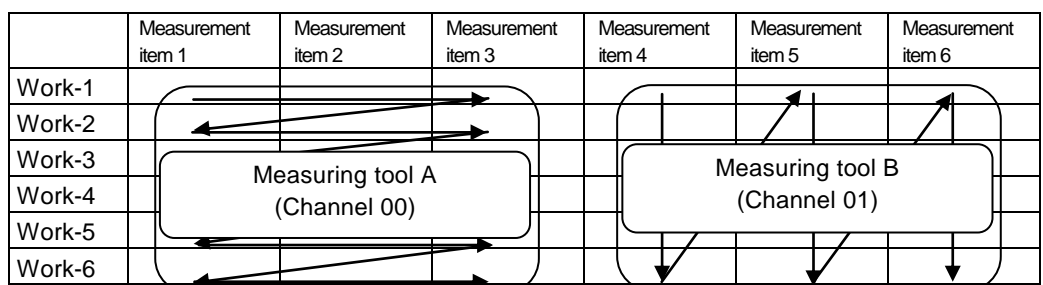 Measurement item 1
Measurement item 2
Measurement item 3
Measurement item 4
Measurement item 5
Measurement item 6
Work-1
Work-2
Work-3
Work-4
Work-5
Work-6
Measuring tool A
(Channel 00)
Measuring tool B
(Channel 01)